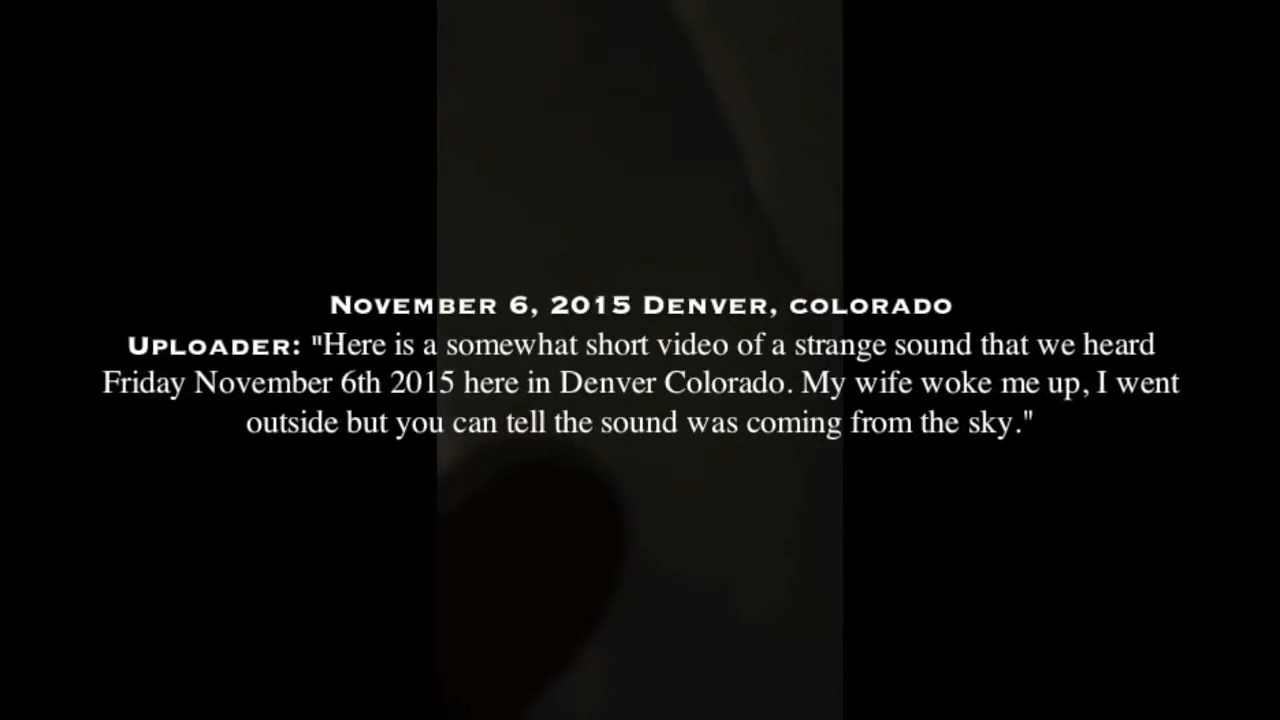 November 6, 2015 Denver, colorado
Uploader: "Here is a somewhat short video of a strange sound that we heard
Friday November 6th 2015 here in Denver Colorado. My wife woke me up, I went
outside but you can tell the sound was coming from the sky."